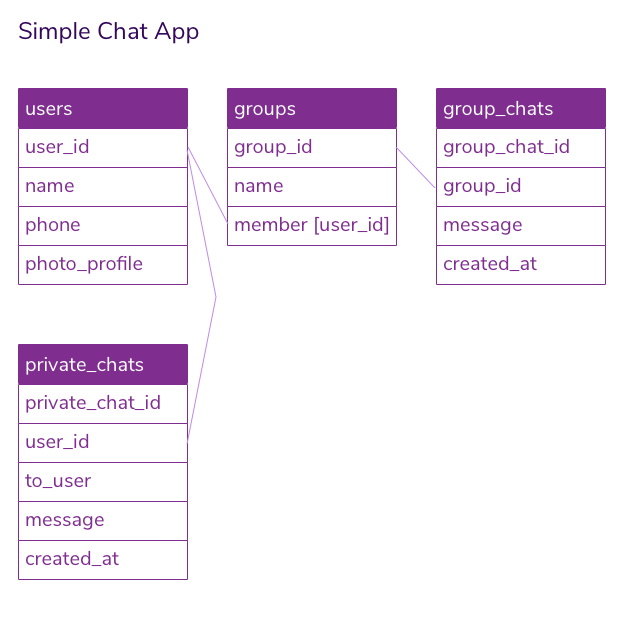 Simple Chat App
users
user_id
name
phone
photo_profile
groups
group_id
name
member [user_id]
group_chats
group_chat_id
group_id
message
created_at
private_chats
private_chat_id
user_id
to_user
message
created_at